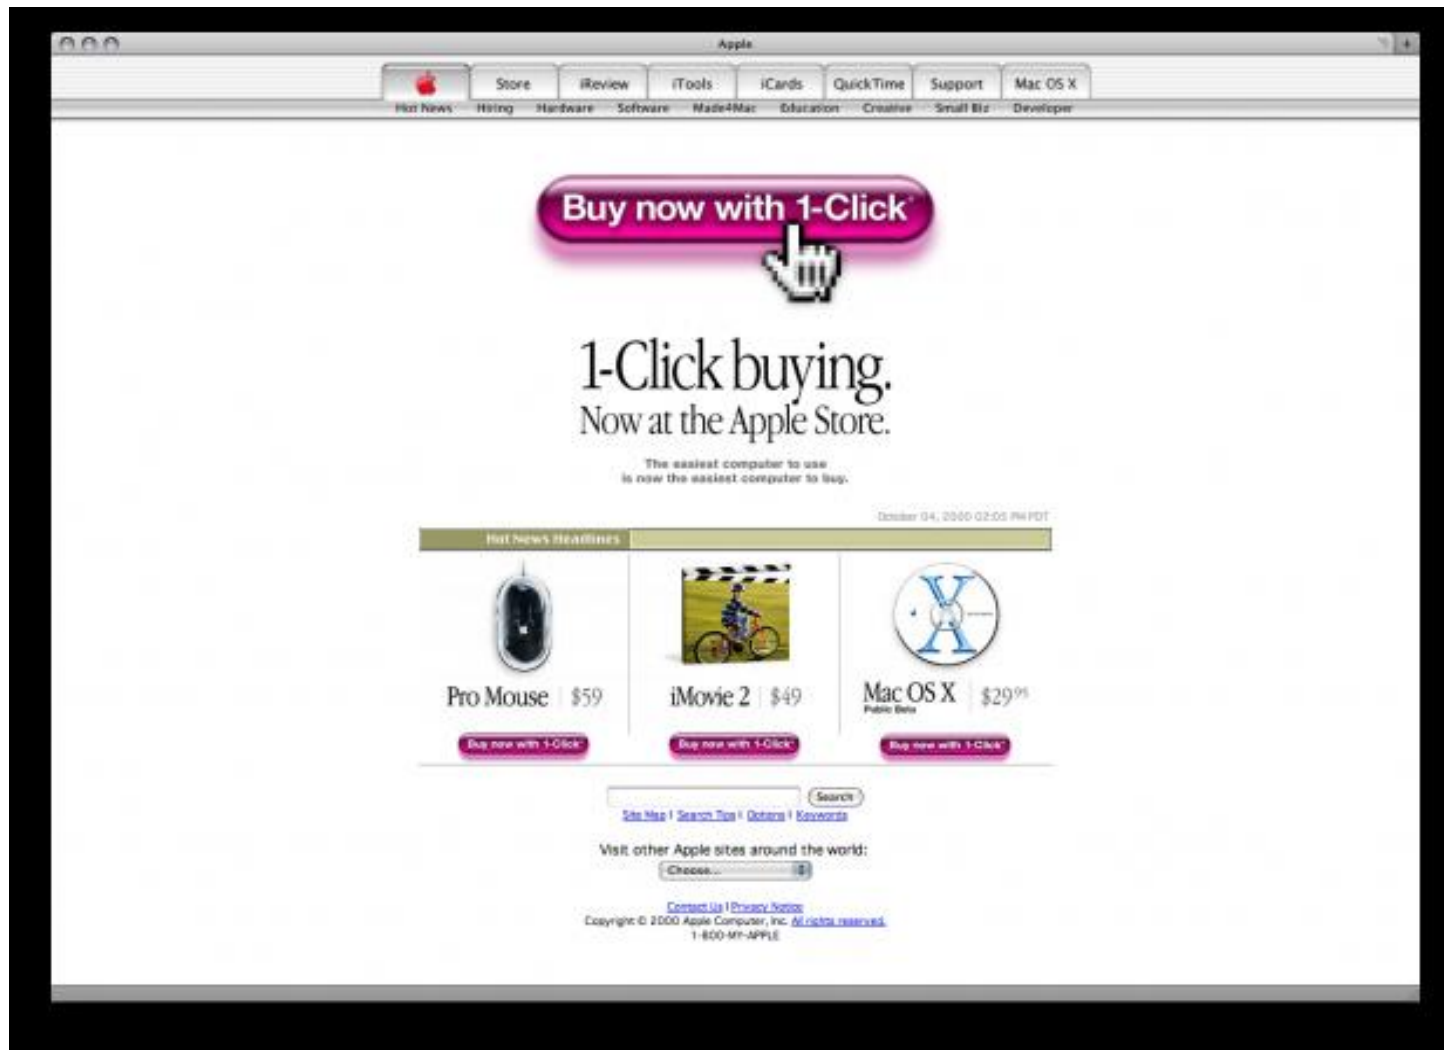 Apple
Store iReview iTools iCards QuickTime Support Mac OS X
Hot News Hiring Hardware Software Made4Mac Education Creative Small Biz Developer
Buy now with 1-Click®
1-Click buying.
Now at the Apple Store.
The easiest computer to use
is now the easiest computer to buy.
October 04, 2000 02:05 PM PDT
Hot News Headlines
Pro Mouse | $59
iMovie 2 | $49
Mac OS X | $29⁹⁵
Public Beta
Buy now with 1-Click®
Buy now with 1-Click®
Buy now with 1-Click®
Search
Site Map | Search Tips | Options | Keywords
Visit other Apple sites around the world:
Choose...
Contact Us | Privacy Notice
Copyright © 2000 Apple Computer, Inc. All rights reserved.
1-800-MY-APPLE